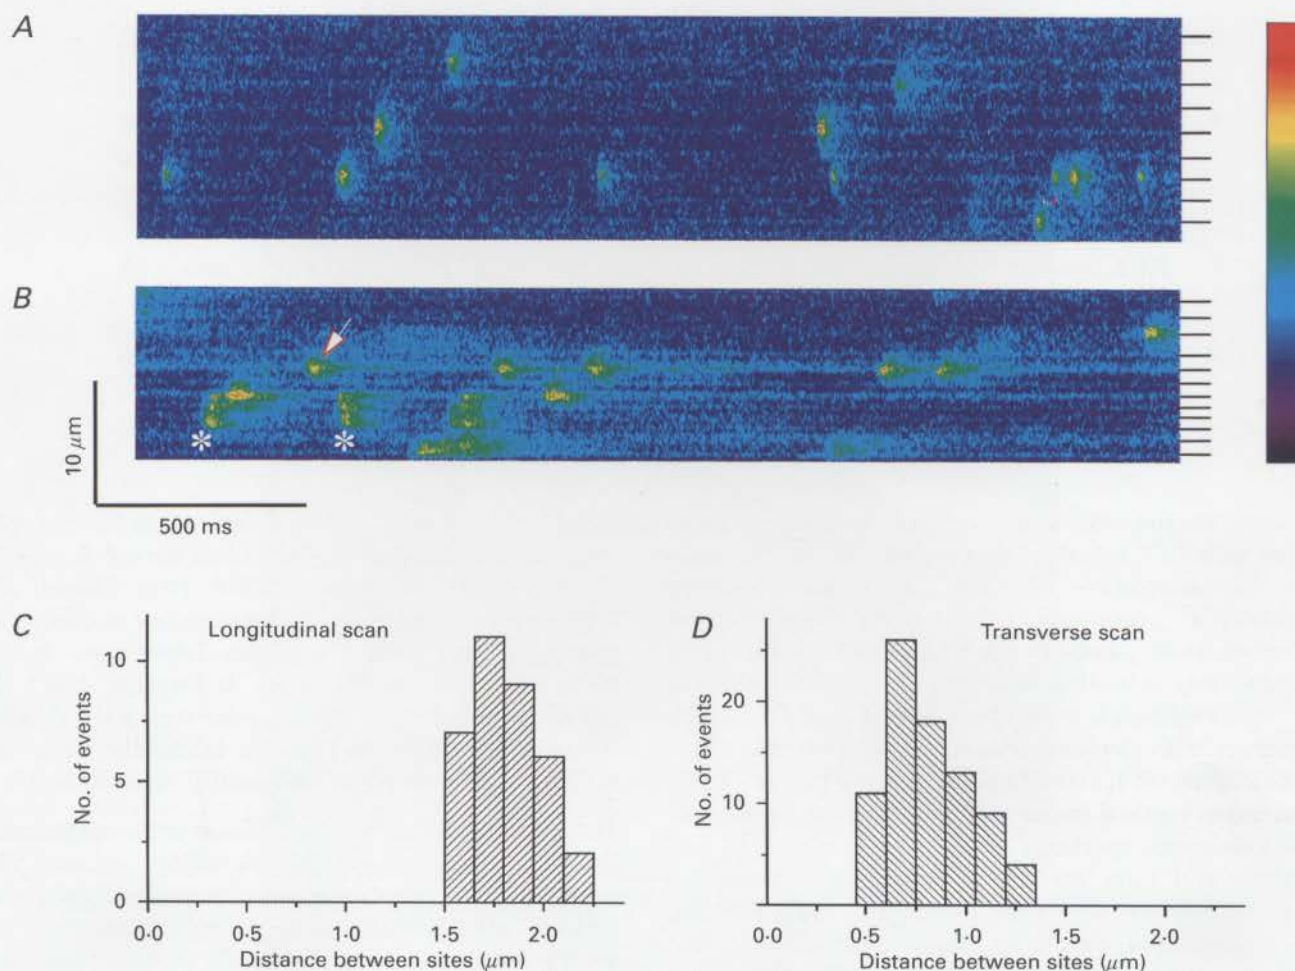 A
B
*
*
10 μm
500 ms
C
Longitudinal scan
No. of events
10
5
0
0·0
0·5
1·0
1·5
2·0
Distance between sites (μm)
D
Transverse scan
No. of events
20
10
0·0
0·5
1·0
1·5
2·0
Distance between sites (μm)